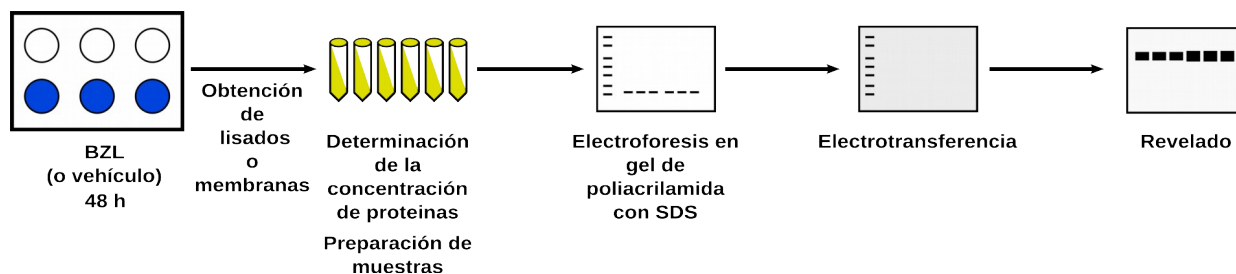 BZL
(o vehículo)
48 h
Obtención
de
lisados
o
membranas
Determinación
de la
concentración
de proteinas
Preparación de
muestras
Electroforesis en
gel de
poliacrilamida
con SDS
Electrotransferencia
Revelado